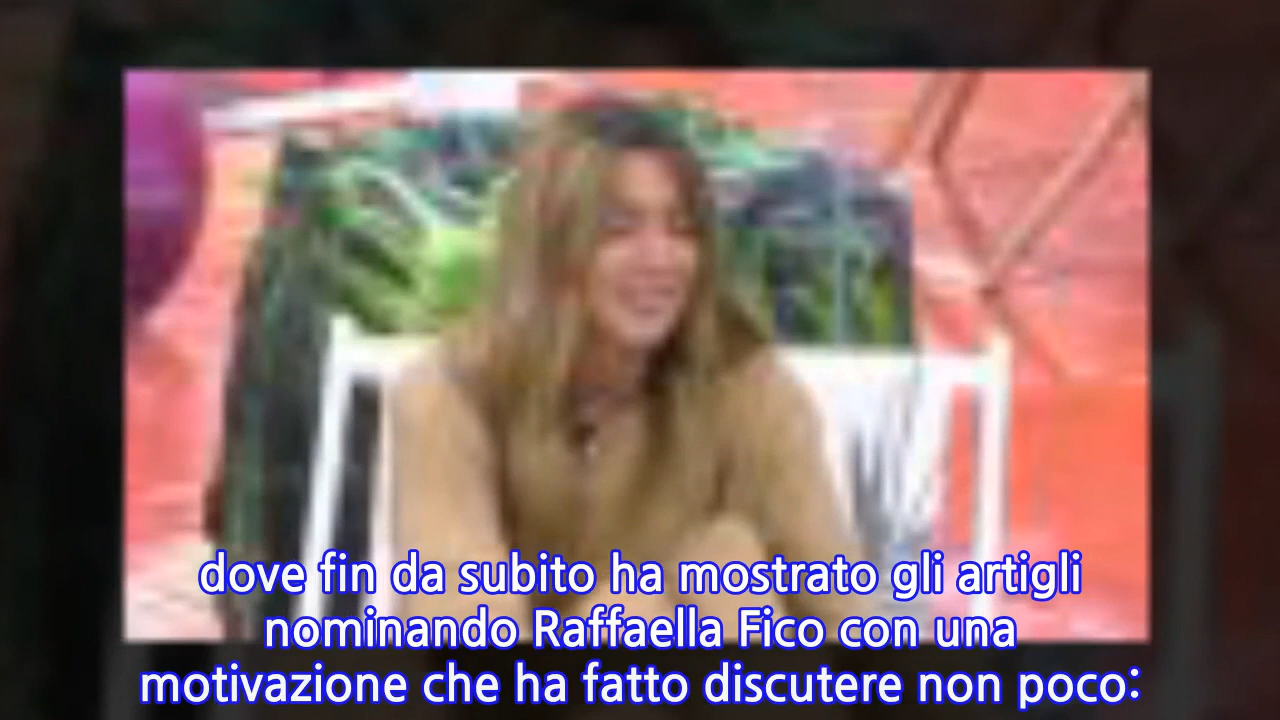 dove fin da subito ha mostrato gli artigli
nominando Raffaella Fico con una
motivazione che ha fatto discutere non poco: